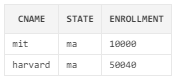 CNAME STATE ENROLLMENT
mit ma 10000
harvard ma 50040